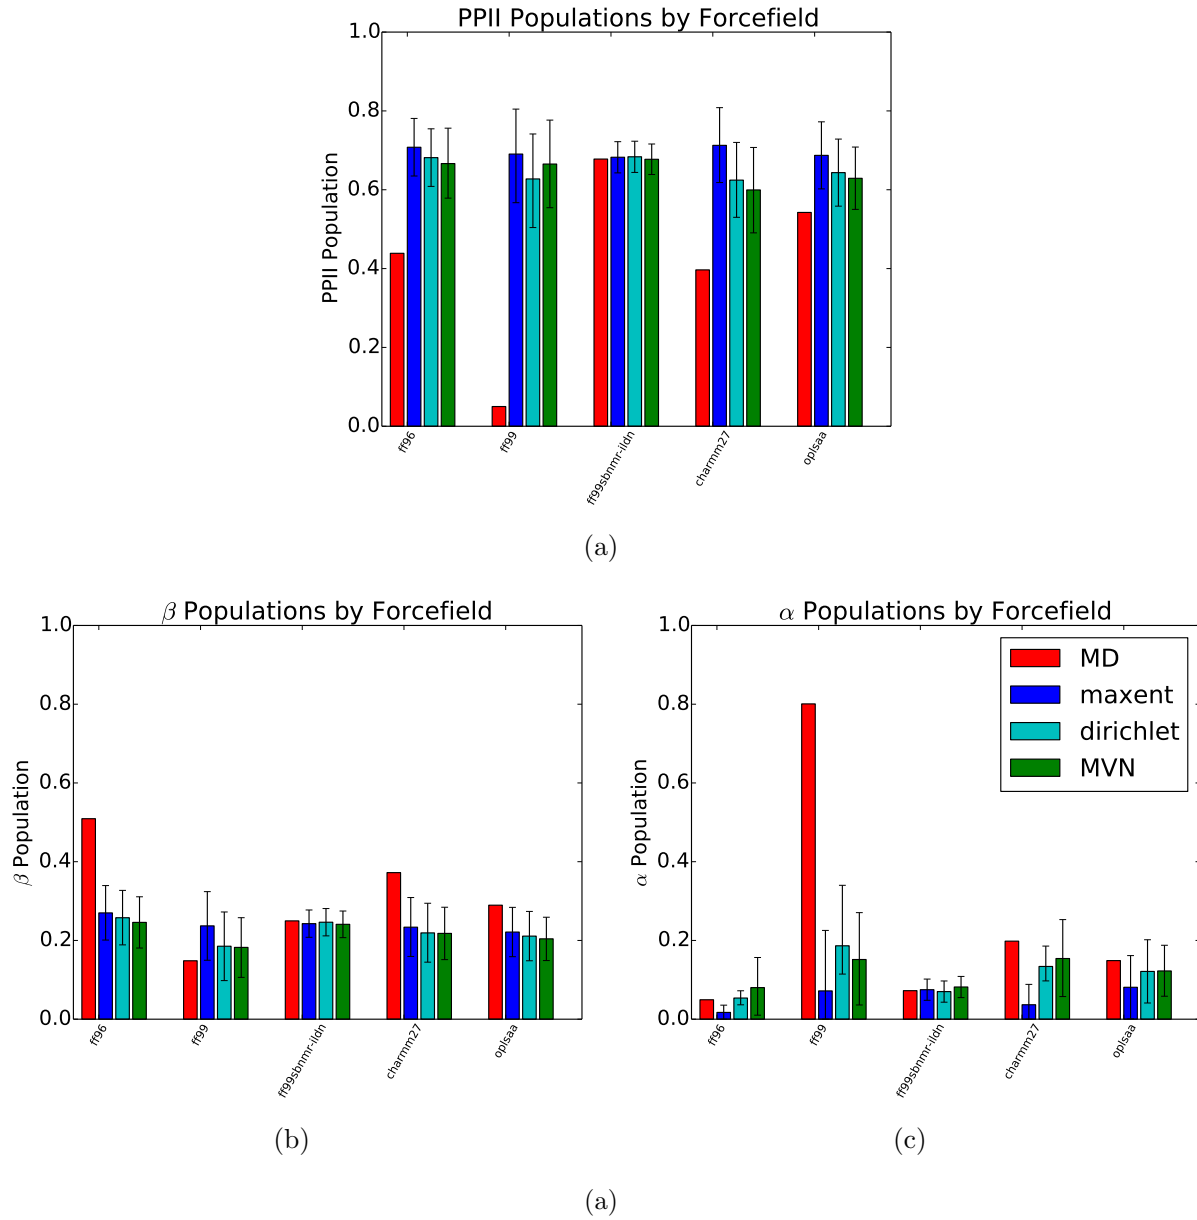 PPII Populations by Forcefield
1.0
0.8
0.6
0.4
0.2
0.0
PPII Population
ff96
ff99
ff99sbnmr-ildn
charmm27
oplsaa
(a)
β Populations by Forcefield
1.0
0.8
0.6
0.4
0.2
0.0
β Population
ff96
ff99
ff99sbnmr-ildn
charmm27
oplsaa
(b)
α Populations by Forcefield
1.0
0.8
0.6
0.4
0.2
0.0
α Population
MD
maxent
dirichlet
MVN
ff96
ff99
ff99sbnmr-ildn
charmm27
oplsaa
(c)
(a)